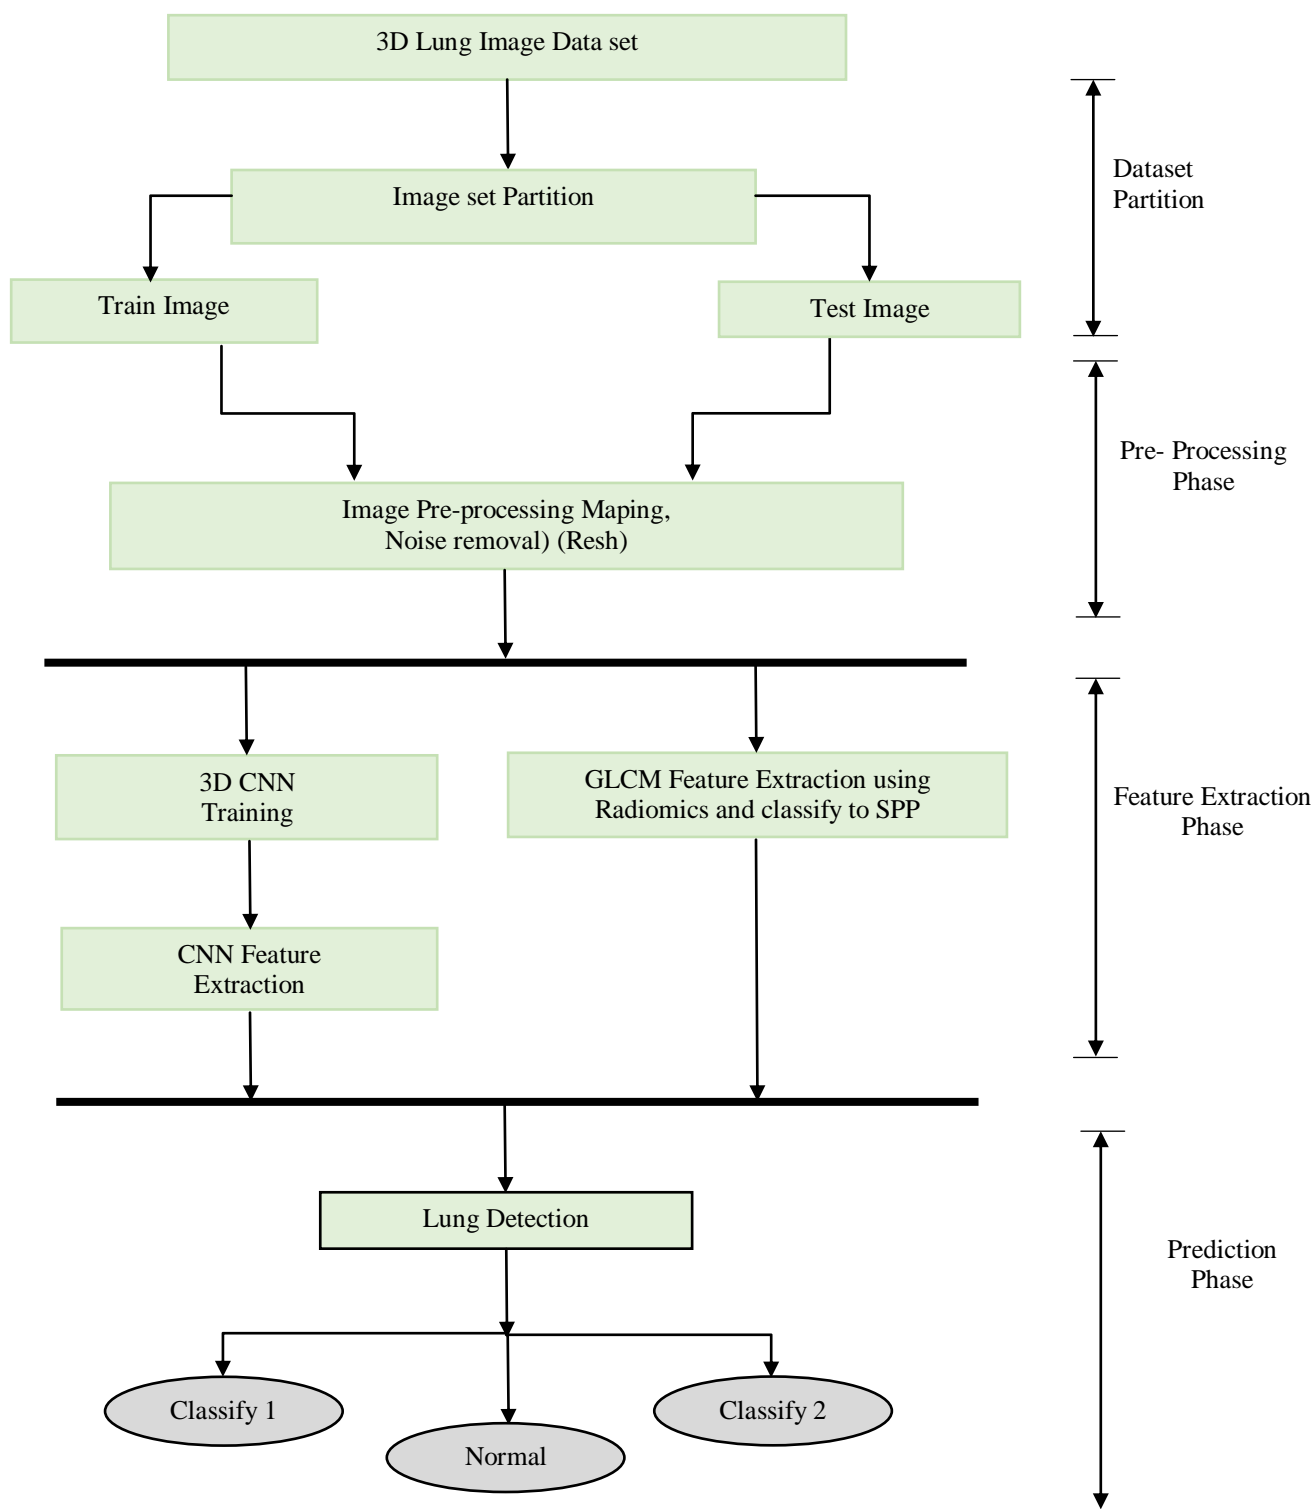 3D Lung Image Data set
Image set Partition
Dataset
Partition
Train Image
Test Image
Pre- Processing
Phase
Image Pre-processing Maping,
Noise removal) (Resh)
3D CNN
Training
GLCM Feature Extraction using
Radiomics and classify to SPP
Feature Extraction
Phase
CNN Feature
Extraction
Lung Detection
Prediction
Phase
Classify 1
Classify 2
Normal